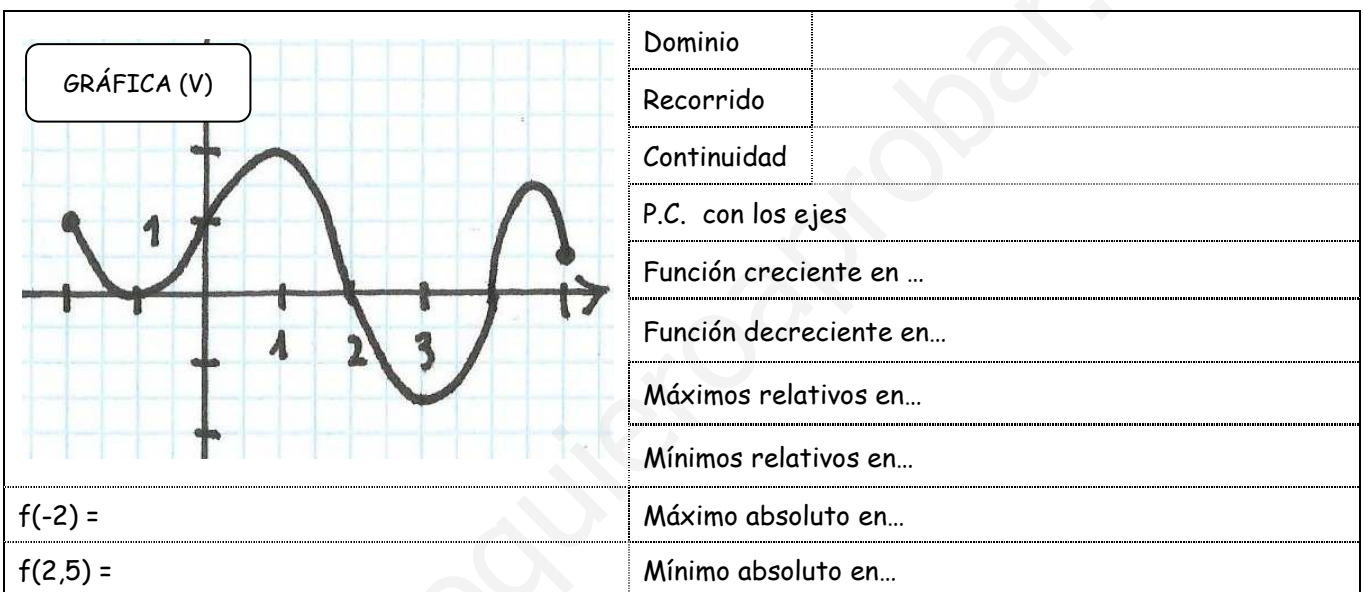 GRÁFICA (V)
1
1 2 3
Dominio
Recorrido
Continuidad
P.C. con los ejes
Función creciente en ...
Función decreciente en...
Máximos relativos en...
Mínimos relativos en...
f(-2) =
Máximo absoluto en...
f(2,5) =
Mínimo absoluto en...